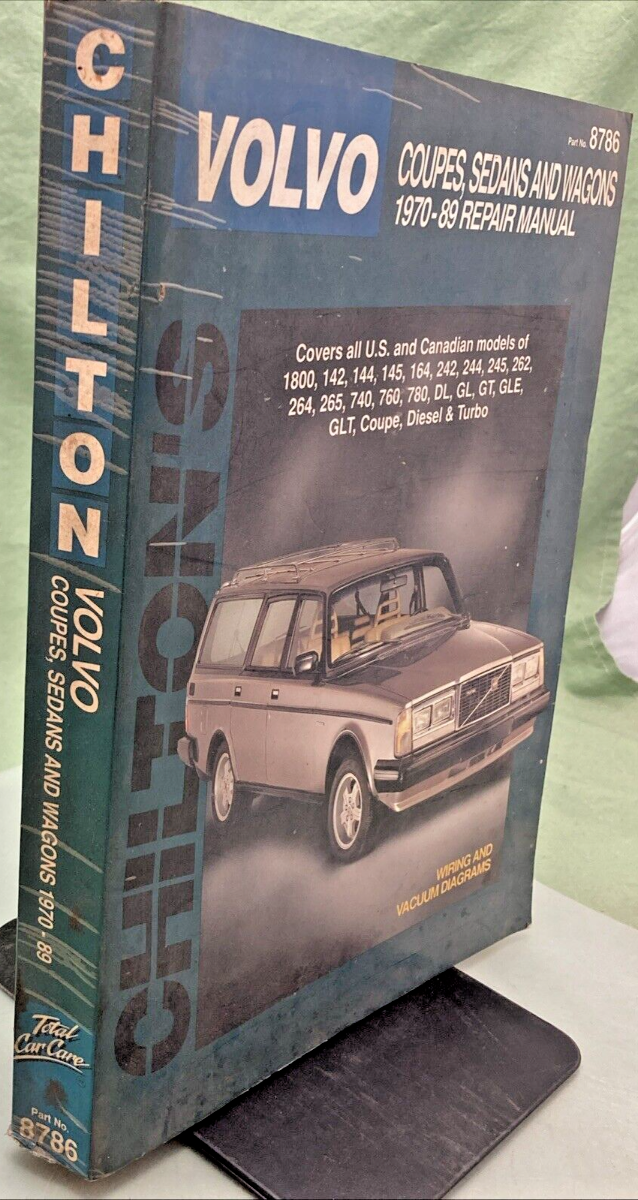 CHILTON
VOLVO
COUPES, SEDANS AND WAGONS 1970-89
Total
Car Care
Part No.
8786
Part No. 8786
VOLVO
COUPES, SEDANS AND WAGONS
1970-89 REPAIR MANUAL
CHILTON'S
Covers all U.S. and Canadian models of
1800, 142, 144, 145, 164, 242, 244, 245, 262,
264, 265, 740, 760, 780, DL, GL, GT, GLE,
GLT, Coupe, Diesel & Turbo
WIRING AND
VACUUM DIAGRAMS